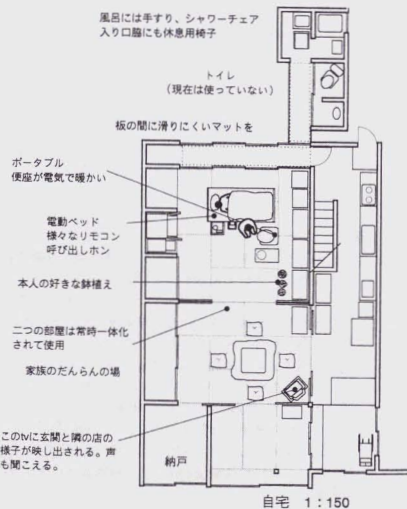 風呂には手すり、シャワーチェア
入り口脇にも休息用椅子
トイレ
（現在は使っていない）
板の間に滑りにくいマットを
ポータブル
便座が電気で暖かい
電動ベッド
様々なリモコン
呼び出しホン
本人の好きな鉢植え
二つの部屋は常時一体化
されて使用
家族のだんらんの場
このtvに玄関と隣の店の
様子が映し出される。声
も聞こえる。
納戸
自宅　1：150